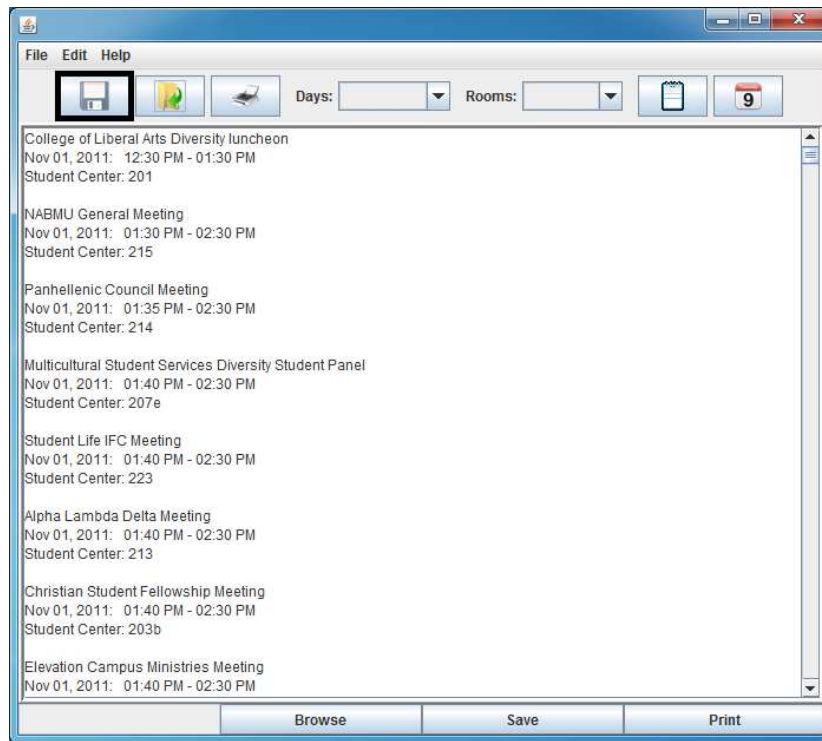 File Edit Help
Days: Rooms: 9
College of Liberal Arts Diversity luncheon
Nov 01, 2011: 12:30 PM - 01:30 PM
Student Center: 201
NABMU General Meeting
Nov 01, 2011: 01:30 PM - 02:30 PM
Student Center: 215
Panhellenic Council Meeting
Nov 01, 2011: 01:35 PM - 02:30 PM
Student Center: 214
Multicultural Student Services Diversity Student Panel
Nov 01, 2011: 01:40 PM - 02:30 PM
Student Center: 207e
Student Life IFC Meeting
Nov 01, 2011: 01:40 PM - 02:30 PM
Student Center: 223
Alpha Lambda Delta Meeting
Nov 01, 2011: 01:40 PM - 02:30 PM
Student Center: 213
Christian Student Fellowship Meeting
Nov 01, 2011: 01:40 PM - 02:30 PM
Student Center: 203b
Elevation Campus Ministries Meeting
Nov 01, 2011: 01:40 PM - 02:30 PM
Browse Save Print